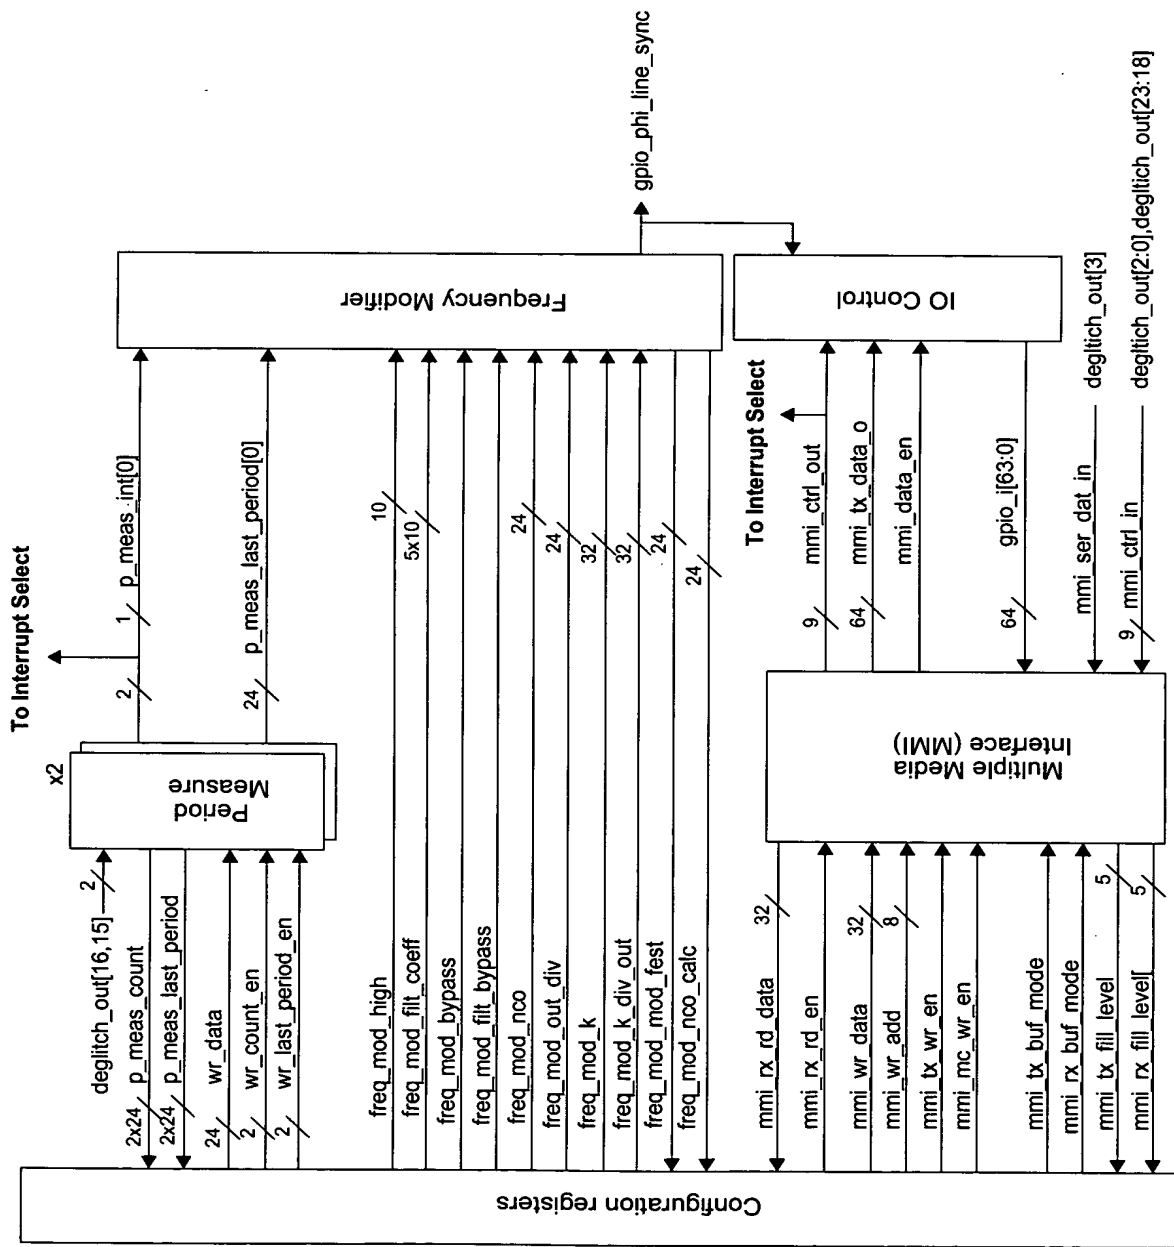 To Interrupt Select
x2
Period
Measure
deglitch_out[16,15]
2
2x24
p_meas_count
2x24
p_meas_last_period
24
wr_data
2
wr_count_en
2
wr_last_period_en
2
1
p_meas_int[0]
24
p_meas_last_period[0]
Frequency Modifier
gpio_phi_line_sync
freq_mod_high
10
freq_mod_filt_coeff
5x10
freq_mod_bypass
freq_mod_filt_bypass
freq_mod_nco
24
freq_mod_out_div
24
freq_mod_k
32
freq_mod_k_div_out
32
freq_mod_mod_fest
24
freq_mod_nco_calc
24
To Interrupt Select
IO Control
9
mmi_ctrl_out
64
mmi_tx_data_o
mmi_data_en
64
gpio_i[63:0]
mmi_ser_dat_in
degltich_out[3]
9
mmi_ctrl_in
degltich_out[2:0],degltich_out[23:18]
Multiple Media
Interface (MMI)
mmi_rx_rd_data
32
mmi_rx_rd_en
mmi_wr_data
32
mmi_wr_add
8
mmi_tx_wr_en
mmi_mc_wr_en
mmi_tx_buf_mode
mmi_rx_buf_mode
mmi_tx_fill_level
5
mmi_rx_fill_level[
5
Configuration registers